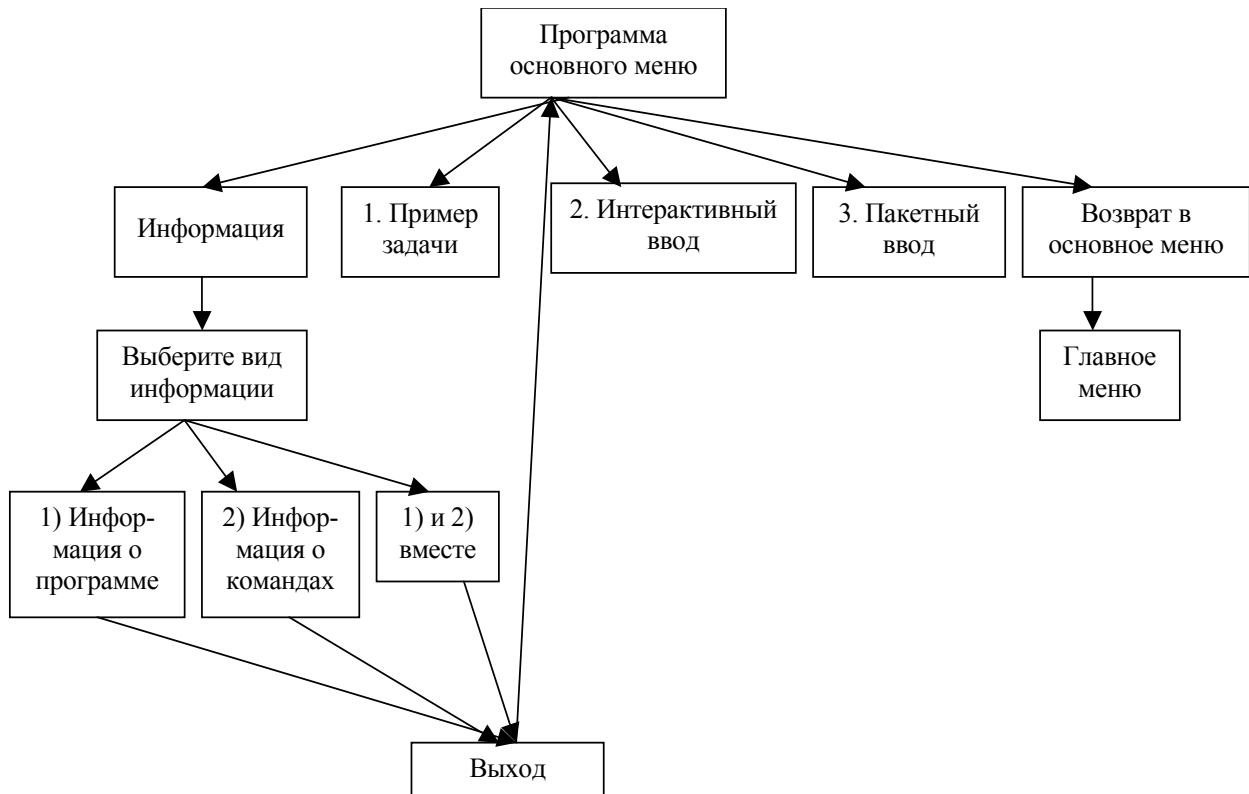 Программа
основного меню
Информация
1. Пример
задачи
2. Интерактивный
ввод
3. Пакетный
ввод
Возврат в
основное меню
Выберите вид
информации
Главное
меню
1) Инфор-
мация о
программе
2) Инфор-
мация о
командах
1) и 2)
вместе
Выход